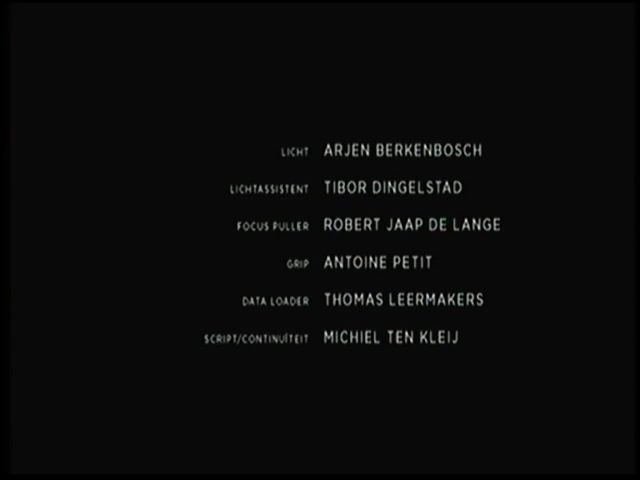 LICHT ARJEN BERKENBOSCH
LICHTASSISTENT TIBOR DINGELSTAD
FOCUS PULLER ROBERT JAAP DE LANGE
GRIP ANTOINE PETIT
DATA LOADER THOMAS LEERMAKERS
SCRIPT/CONTINUÏTEIT MICHIEL TEN KLEIJ